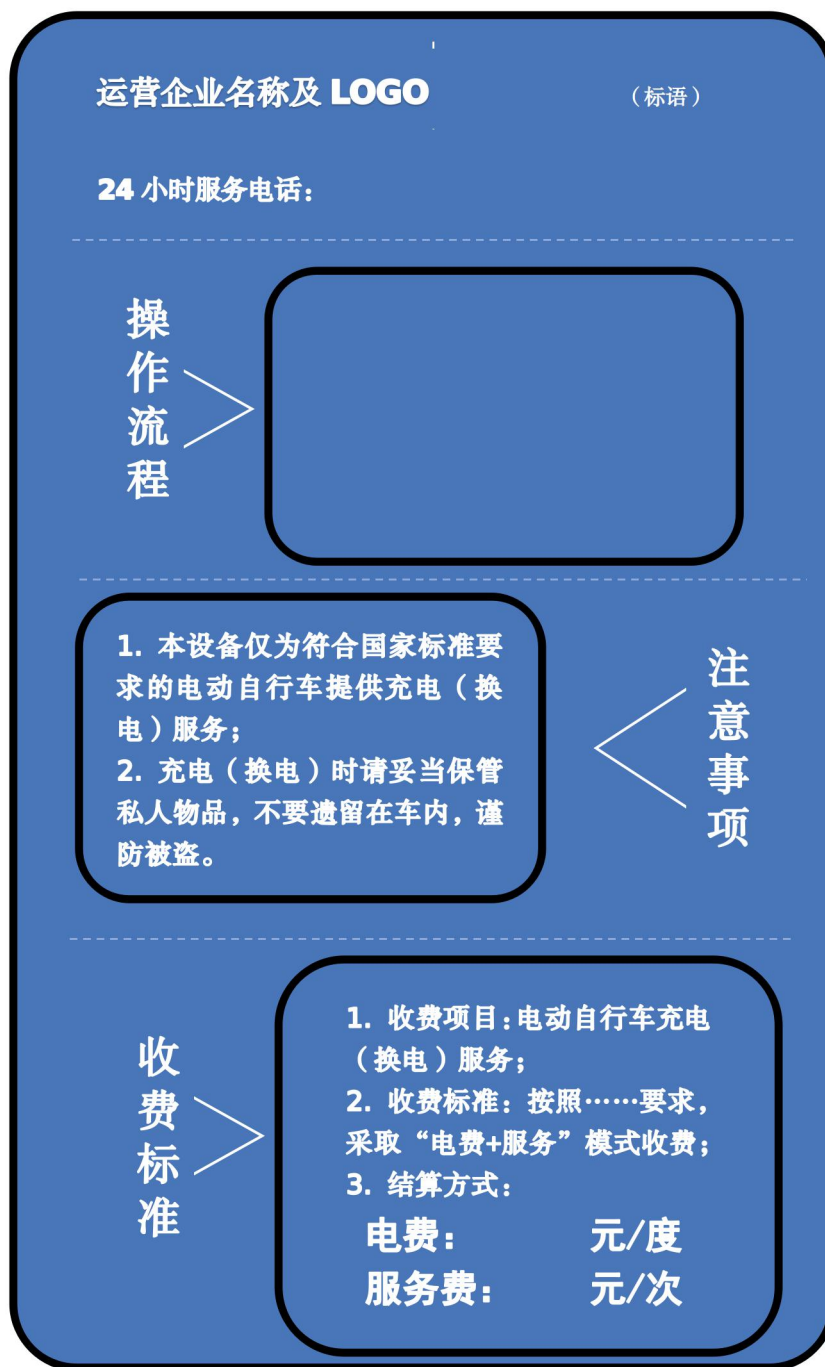 运营企业名称及 LOGO
（标语）
24 小时服务电话：
操作流程
1. 本设备仅为符合国家标准要
求的电动自行车提供充电（换
电）服务；
2. 充电（换电）时请妥当保管
私人物品，不要遗留在车内，谨
防被盗。
注意事项
收费标准
1. 收费项目：电动自行车充电
（换电）服务；
2. 收费标准：按照……要求，
采取“电费+服务”模式收费；
3. 结算方式：
电费： 元/度
服务费： 元/次